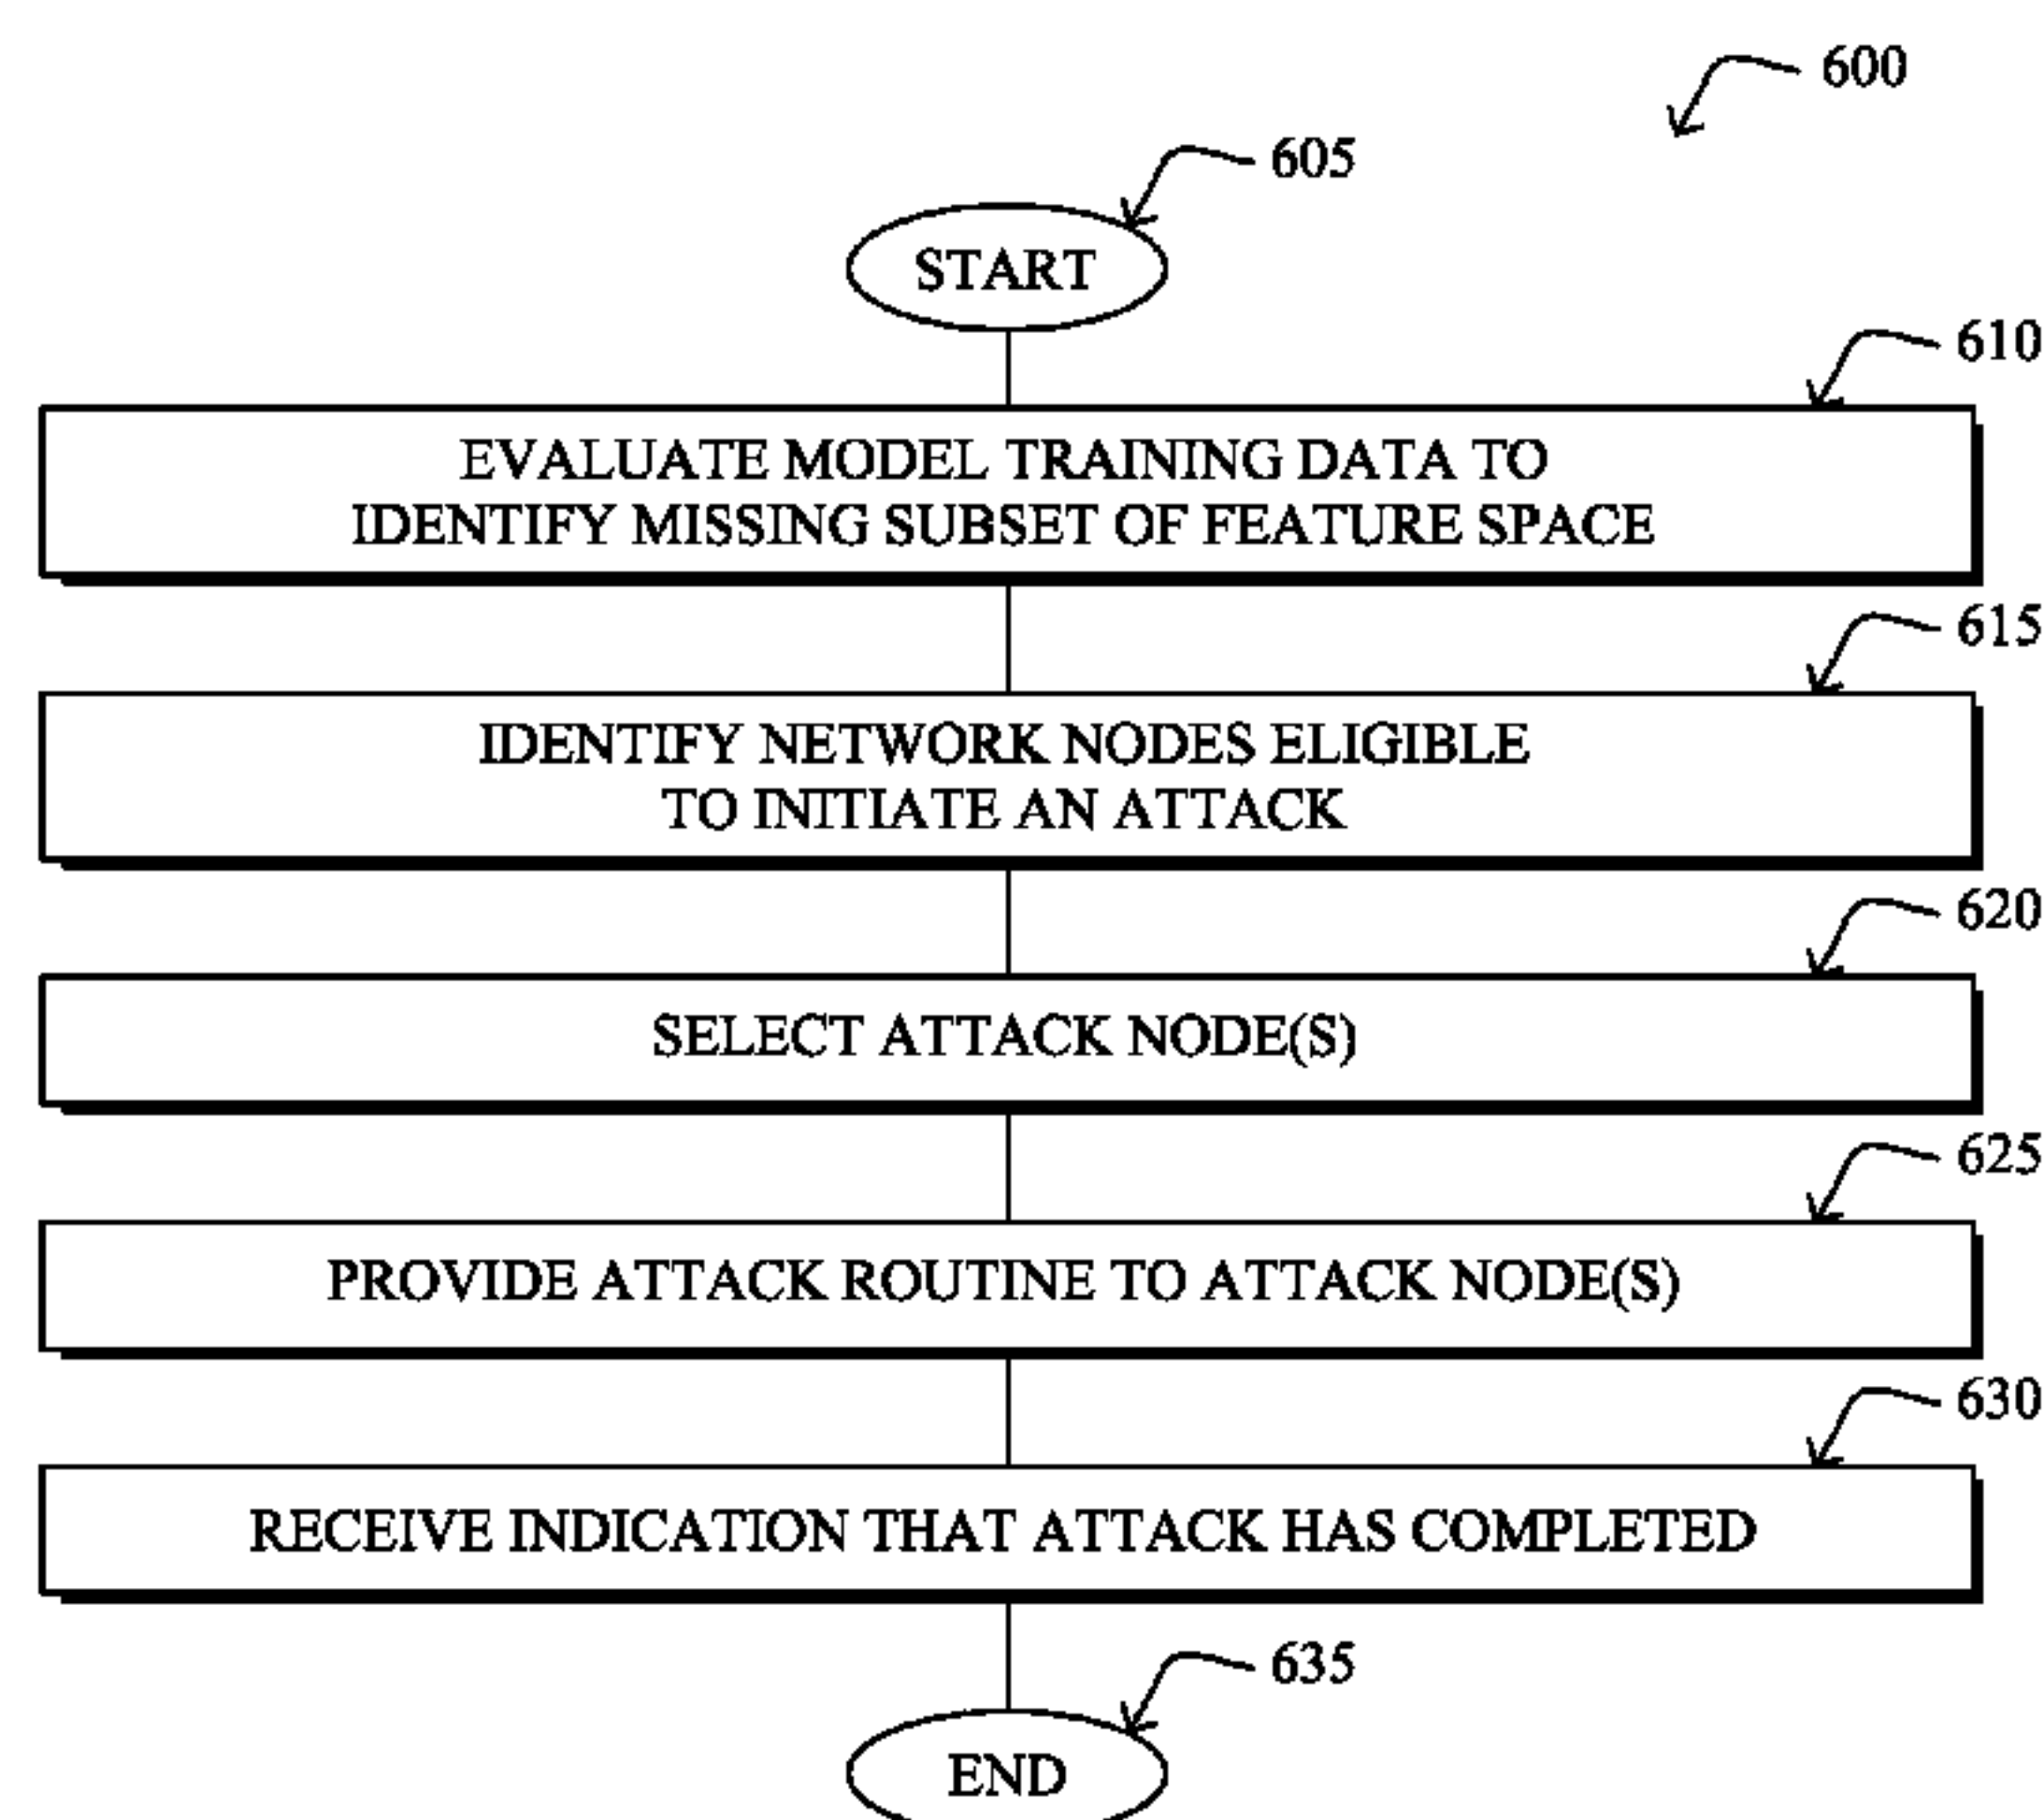 600
605
START
610
EVALUATE MODEL TRAINING DATA TO
IDENTIFY MISSING SUBSET OF FEATURE SPACE
615
IDENTIFY NETWORK NODES ELIGIBLE
TO INITIATE AN ATTACK
620
SELECT ATTACK NODE(S)
625
PROVIDE ATTACK ROUTINE TO ATTACK NODE(S)
630
RECEIVE INDICATION THAT ATTACK HAS COMPLETED
635
END